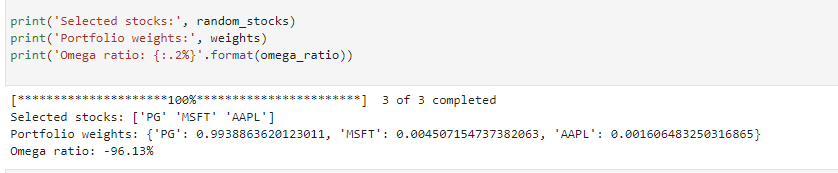 print('Selected stocks:', random_stocks)
print('Portfolio weights:', weights)
print('Omega ratio: {:.2%}'.format(omega_ratio))
[*********************100%***********************]  3 of 3 completed
Selected stocks: ['PG' 'MSFT' 'AAPL']
Portfolio weights: {'PG': 0.9938863620123011, 'MSFT': 0.004507154737382063, 'AAPL': 0.001606483250316865}
Omega ratio: -96.13%